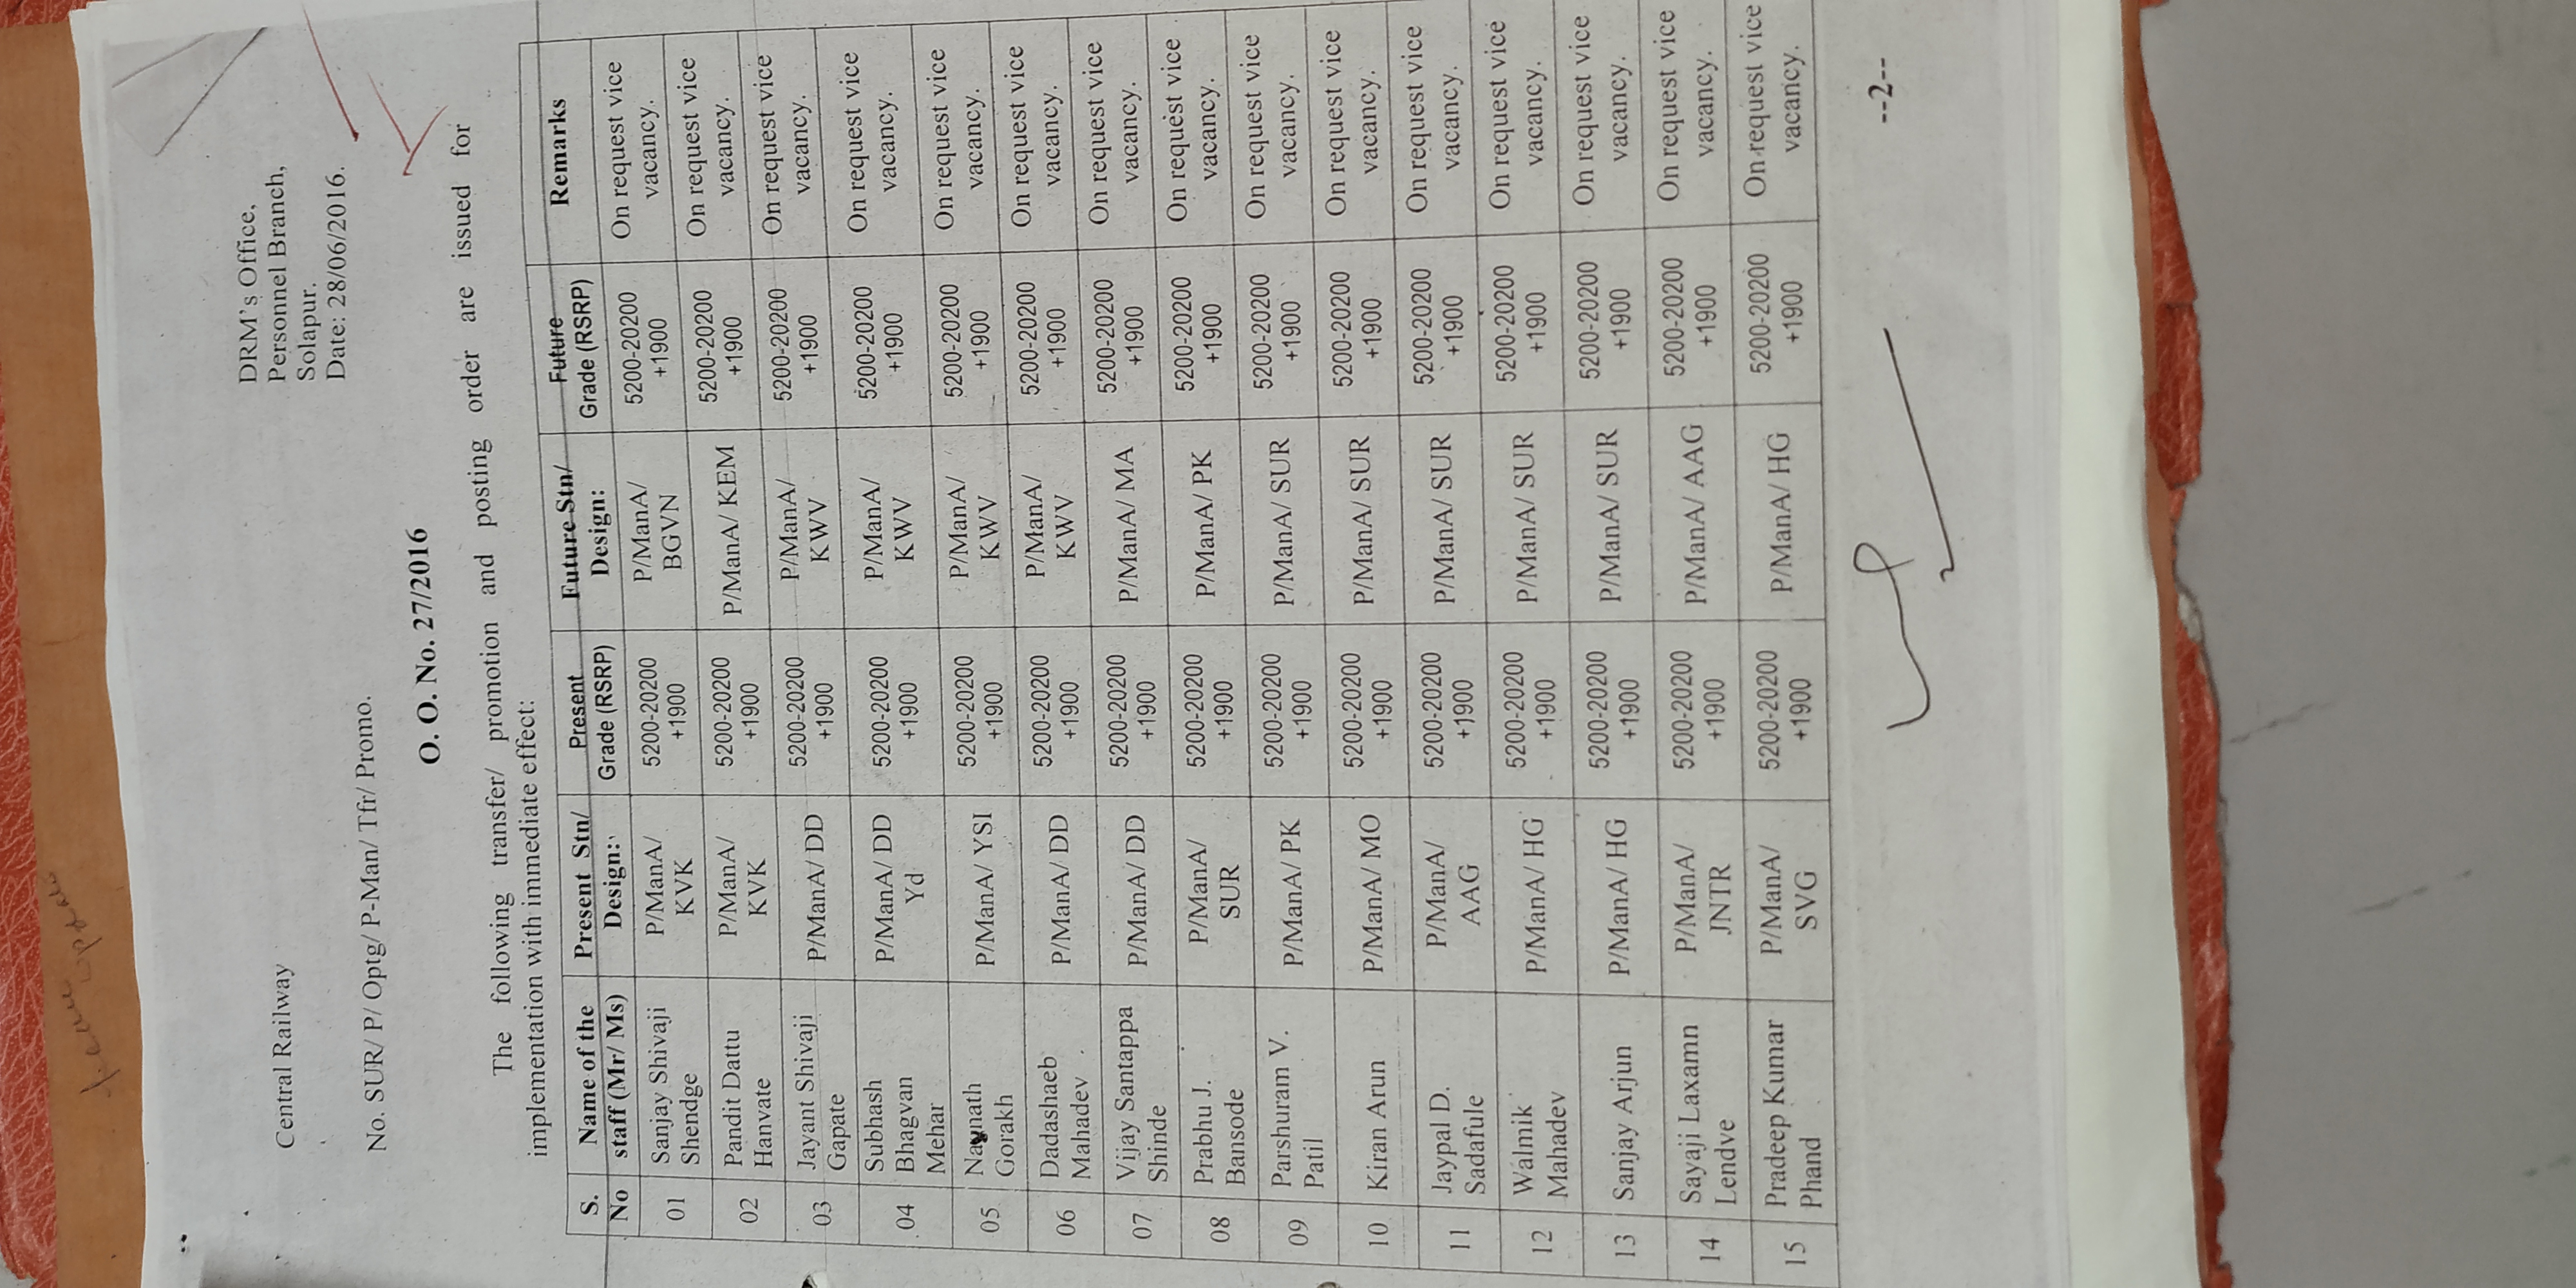 Central Railway
DRM's Office,
Personnel Branch,
Solapur.
Date: 28/06/2016.
No. SUR/ P/ Optg/ P-Man/ Tfr/ Promo.
O. O. No. 27/2016
The following transfer/ promotion and posting order are issued for
implementation with immediate effect:
S. No Name of the staff (Mr/ Ms) Present Stn/ Design: Present Grade (RSRP) Future Stn/ Design: Future Grade (RSRP) Remarks
01 Sanjay Shivaji Shendge P/ManA/ KVK 5200-20200 +1900 P/ManA/ BGVN 5200-20200 +1900 On request vice vacancy.
02 Pandit Dattu Hanvate P/ManA/ KVK 5200-20200 +1900 P/ManA/ KEM 5200-20200 +1900 On request vice vacancy.
03 Jayant Shivaji Gapate P/ManA/ DD 5200-20200 +1900 P/ManA/ KWV 5200-20200 +1900 On request vice vacancy.
04 Subhash Bhagvan Mehar P/ManA/ DD Yd 5200-20200 +1900 P/ManA/ KWV 5200-20200 +1900 On request vice vacancy.
05 Gorakh P/ManA/ YSI 5200-20200 +1900 P/ManA/ KWV 5200-20200 +1900 On request vice vacancy.
06 Dadashaeb Mahadev P/ManA/ DD 5200-20200 +1900 P/ManA/ KWV 5200-20200 +1900 On request vice vacancy.
07 Vijay Santappa Shinde P/ManA/ DD 5200-20200 +1900 P/ManA/ MA 5200-20200 +1900 On request vice vacancy.
08 Prabhu J. Bansode P/ManA/ SUR 5200-20200 +1900 P/ManA/ PK 5200-20200 +1900 On request vice vacancy.
09 Parshuram V. Patil P/ManA/ PK 5200-20200 +1900 P/ManA/ SUR 5200-20200 +1900 On request vice vacancy.
10 Kiran Arun P/ManA/ MO 5200-20200 +1900 P/ManA/ SUR 5200-20200 +1900 On request vice vacancy.
11 Jaypal D. Sadafule P/ManA/ AAG 5200-20200 +1900 P/ManA/ SUR 5200-20200 +1900 On request vice vacancy.
12 Walmik Mahadev P/ManA/ HG 5200-20200 +1900 P/ManA/ SUR 5200-20200 +1900 On request vice vacancy.
13 Sanjay Arjun P/ManA/ HG 5200-20200 +1900 P/ManA/ SUR 5200-20200 +1900 On request vice vacancy.
14 Sayaji Laxamn Lendve P/ManA/ JNTR 5200-20200 +1900 P/ManA/ AAG 5200-20200 +1900 On request vice vacancy.
15 Pradeep Kumar Phand P/ManA/ SVG 5200-20200 +1900 P/ManA/ HG 5200-20200 +1900 On request vice vacancy.
--2--